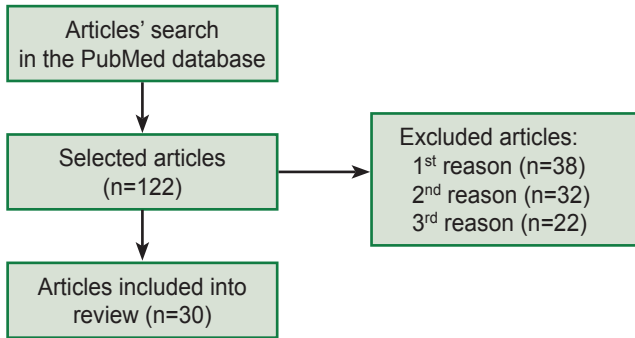 Articles’ search
in the PubMed database
Selected articles
(n=122)
Excluded articles:
1st reason (n=38)
2nd reason (n=32)
3rd reason (n=22)
Articles included into
review (n=30)